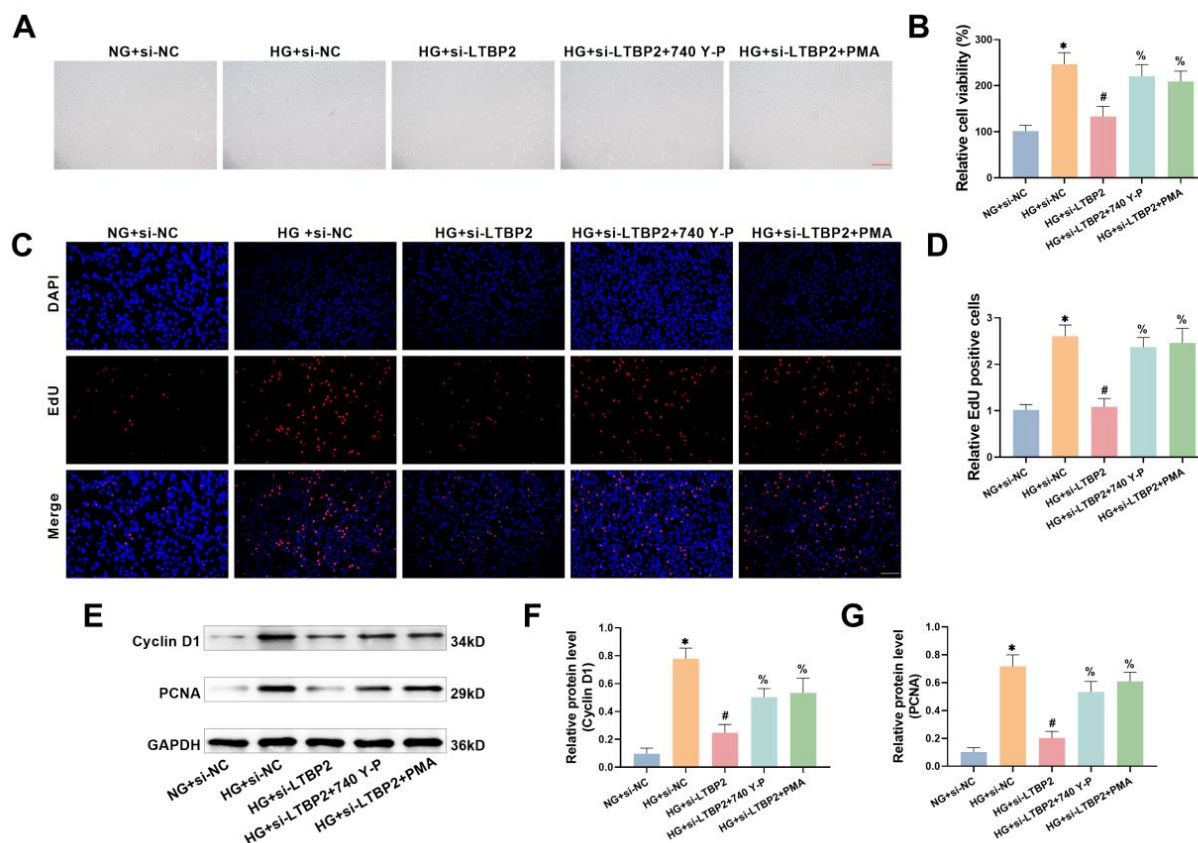 A
NG+si-NC HG+si-NC HG+si-LTBP2 HG+si-LTBP2+740 Y-P HG+si-LTBP2+PMA
B
Relative cell viability (%)
300
200
100
0
*
#
%
%
NG+si-NC
HG+si-NC
HG+si-LTBP2
HG+si-LTBP2+740 Y-P
HG+si-LTBP2+PMA
C
NG+si-NC HG +si-NC HG+si-LTBP2 HG+si-LTBP2+740 Y-P HG+si-LTBP2+PMA
DAPI
EdU
Merge
D
Relative EdU positive cells
3
2
1
0
*
#
%
%
NG+si-NC
HG+si-NC
HG+si-LTBP2
HG+si-LTBP2+740 Y-P
HG+si-LTBP2+PMA
E
Cyclin D1 34kD
PCNA 29kD
GAPDH 36kD
NG+si-NC
HG+si-NC
HG+si-LTBP2
HG+si-LTBP2+740 Y-P
HG+si-LTBP2+PMA
F
Relative protein level
(Cyclin D1)
1.0
0.8
0.6
0.4
0.2
0.0
*
#
%
%
NG+si-NC
HG+si-NC
HG+si-LTBP2
HG+si-LTBP2+740 Y-P
HG+si-LTBP2+PMA
G
Relative protein level
(PCNA)
1.0
0.8
0.6
0.4
0.2
0.0
*
#
%
%
NG+si-NC
HG+si-NC
HG+si-LTBP2
HG+si-LTBP2+740 Y-P
HG+si-LTBP2+PMA